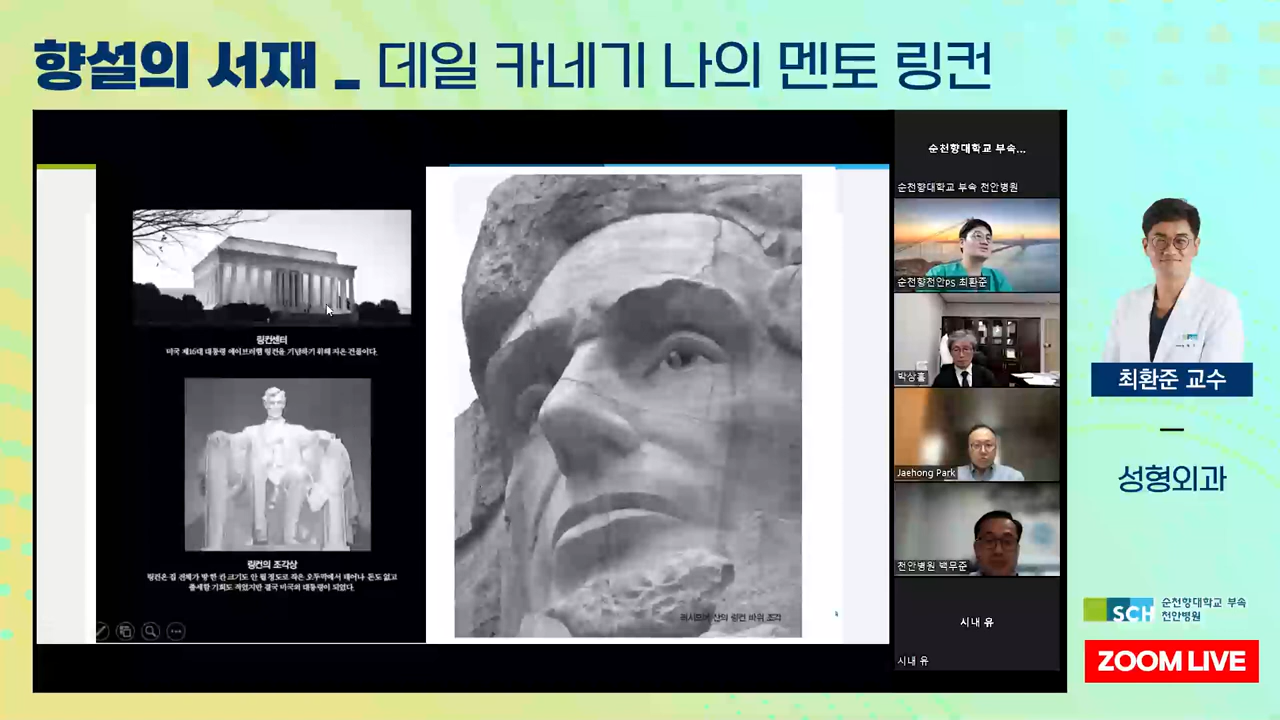 향설의 서재 _ 데일 카네기 나의 멘토 링컨
링컨센터
미국 제16대 대통령 에이브러햄 링컨을 기념하기 위해 지은 건물이다.
링컨의 조각상
링컨은 집 전체가 방 한 칸 크기도 안 될 정도로 작은 오두막에서 태어나 돈도 없고
출세할 기회도 적었지만 결국 미국의 대통령이 되었다.
러시모어 산의 링컨 바위 조각
순천향대학교 부속...
순천향대학교 부속 천안병원
순천향천안PS 최환준
박상흠
Jaehong Park
천안병원 백무준
시내 유
시내 유
최환준 교수
성형외과
SCH
순천향대학교 부속
천안병원
ZOOM LIVE